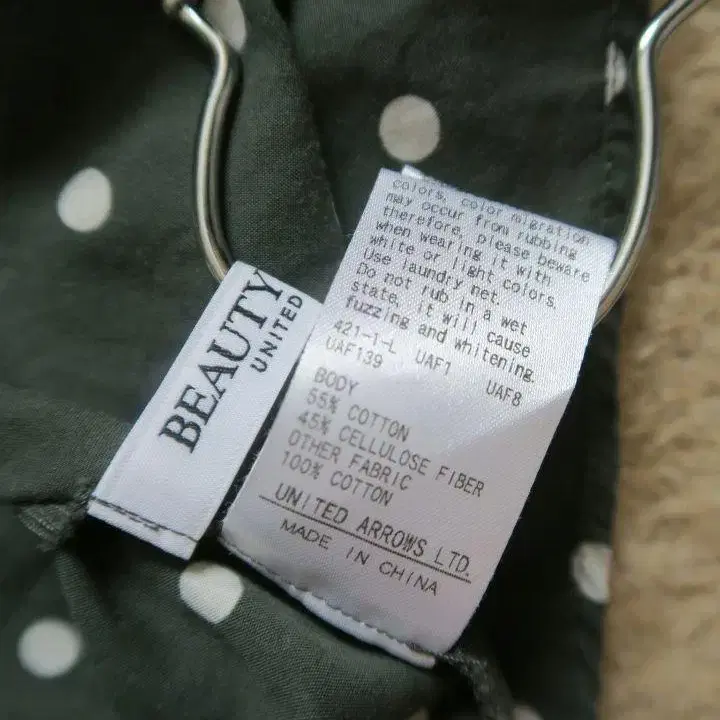 BEAUTY
UNITED
colors, color migration
may occur from rubbing
therefore, please beware
when wearing it with
white or light colors.
Use laundry net.
Do not rub in a wet
state, it will cause
fuzzing and whitening.
421-1-L UAF1 UAF8
UAF139
BODY
55% COTTON
45% CELLULOSE FIBER
OTHER FABRIC
100% COTTON
UNITED ARROWS LTD.
MADE IN CHINA